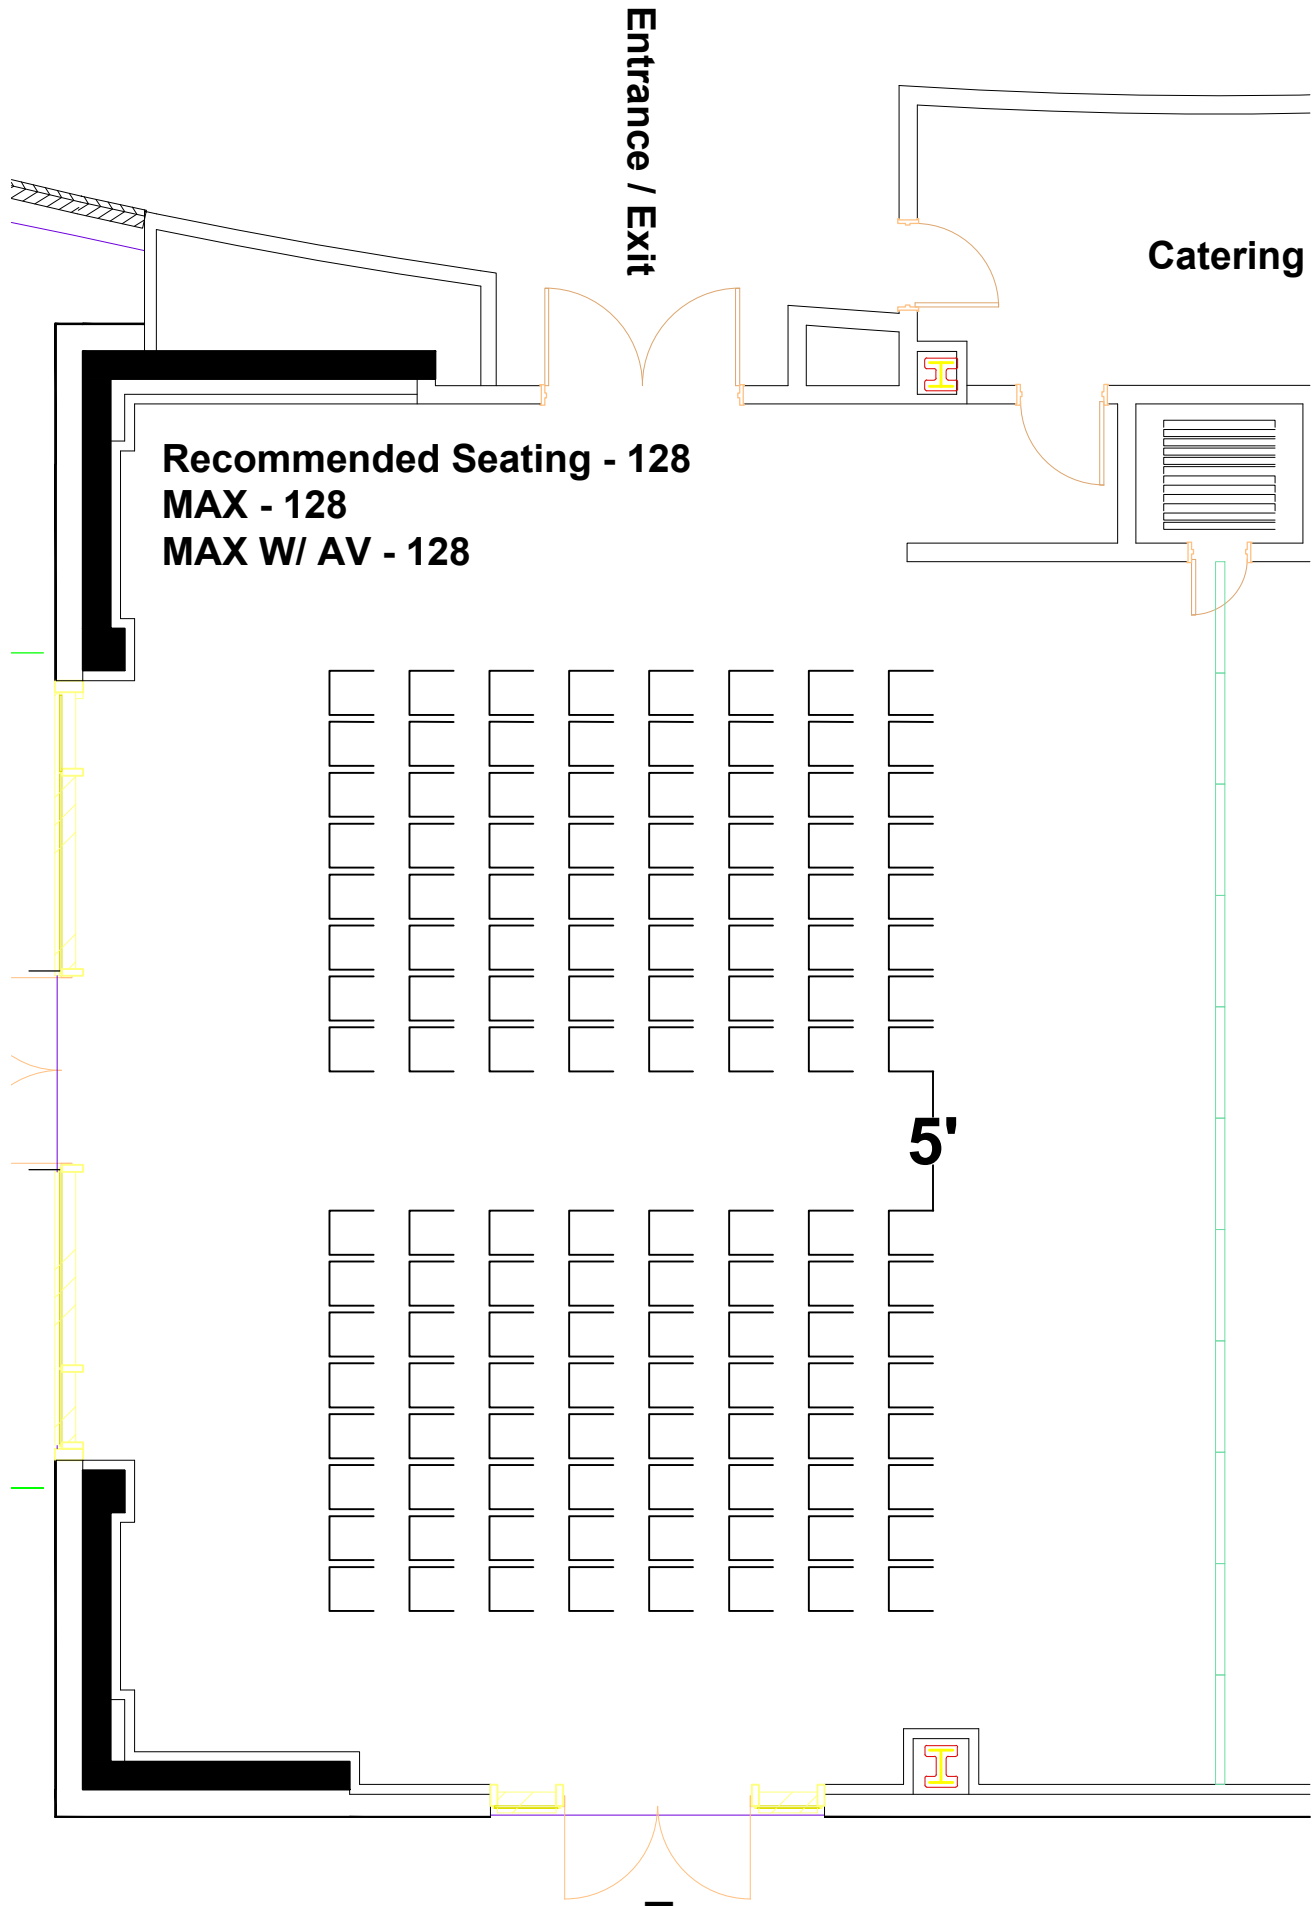 Entrance / Exit
Catering
Recommended Seating - 128
MAX - 128
MAX W/ AV - 128
5'